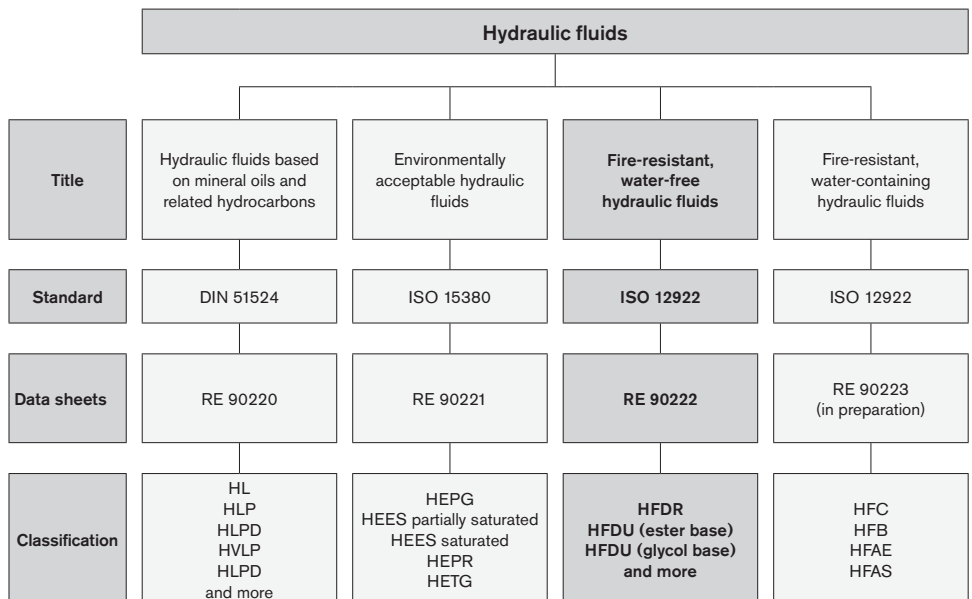 Hydraulic fluids
Title
Hydraulic fluids based
on mineral oils and
related hydrocarbons
Environmentally
acceptable hydraulic
fluids
Fire-resistant,
water-free
hydraulic fluids
Fire-resistant,
water-containing
hydraulic fluids
Standard
DIN 51524
ISO 15380
ISO 12922
ISO 12922
Data sheets
RE 90220
RE 90221
RE 90222
RE 90223
(in preparation)
Classification
HL
HLP
HLPD
HVLP
HLPD
and more
HEPG
HEES partially saturated
HEES saturated
HEPR
HETG
HFDR
HFDU (ester base)
HFDU (glycol base)
and more
HFC
HFB
HFAE
HFAS